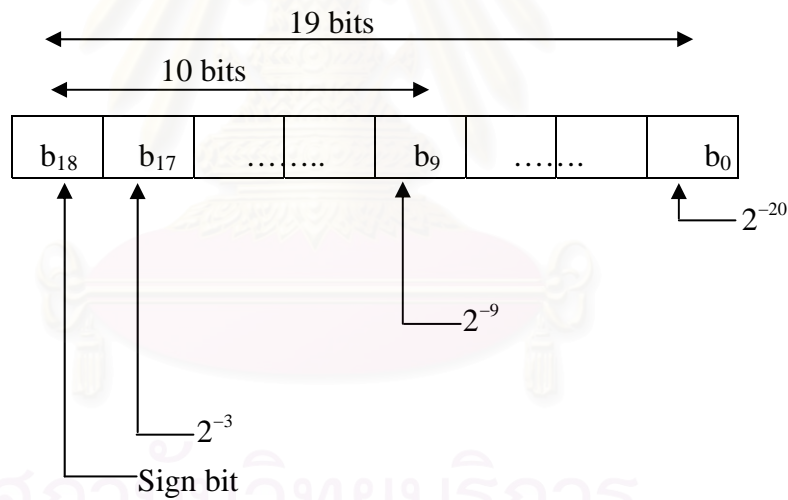 19 bits
10 bits
b₁₈ b₁₇ …….. b₉ ……. b₀
2⁻²⁰
2⁻⁹
2⁻³
Sign bit